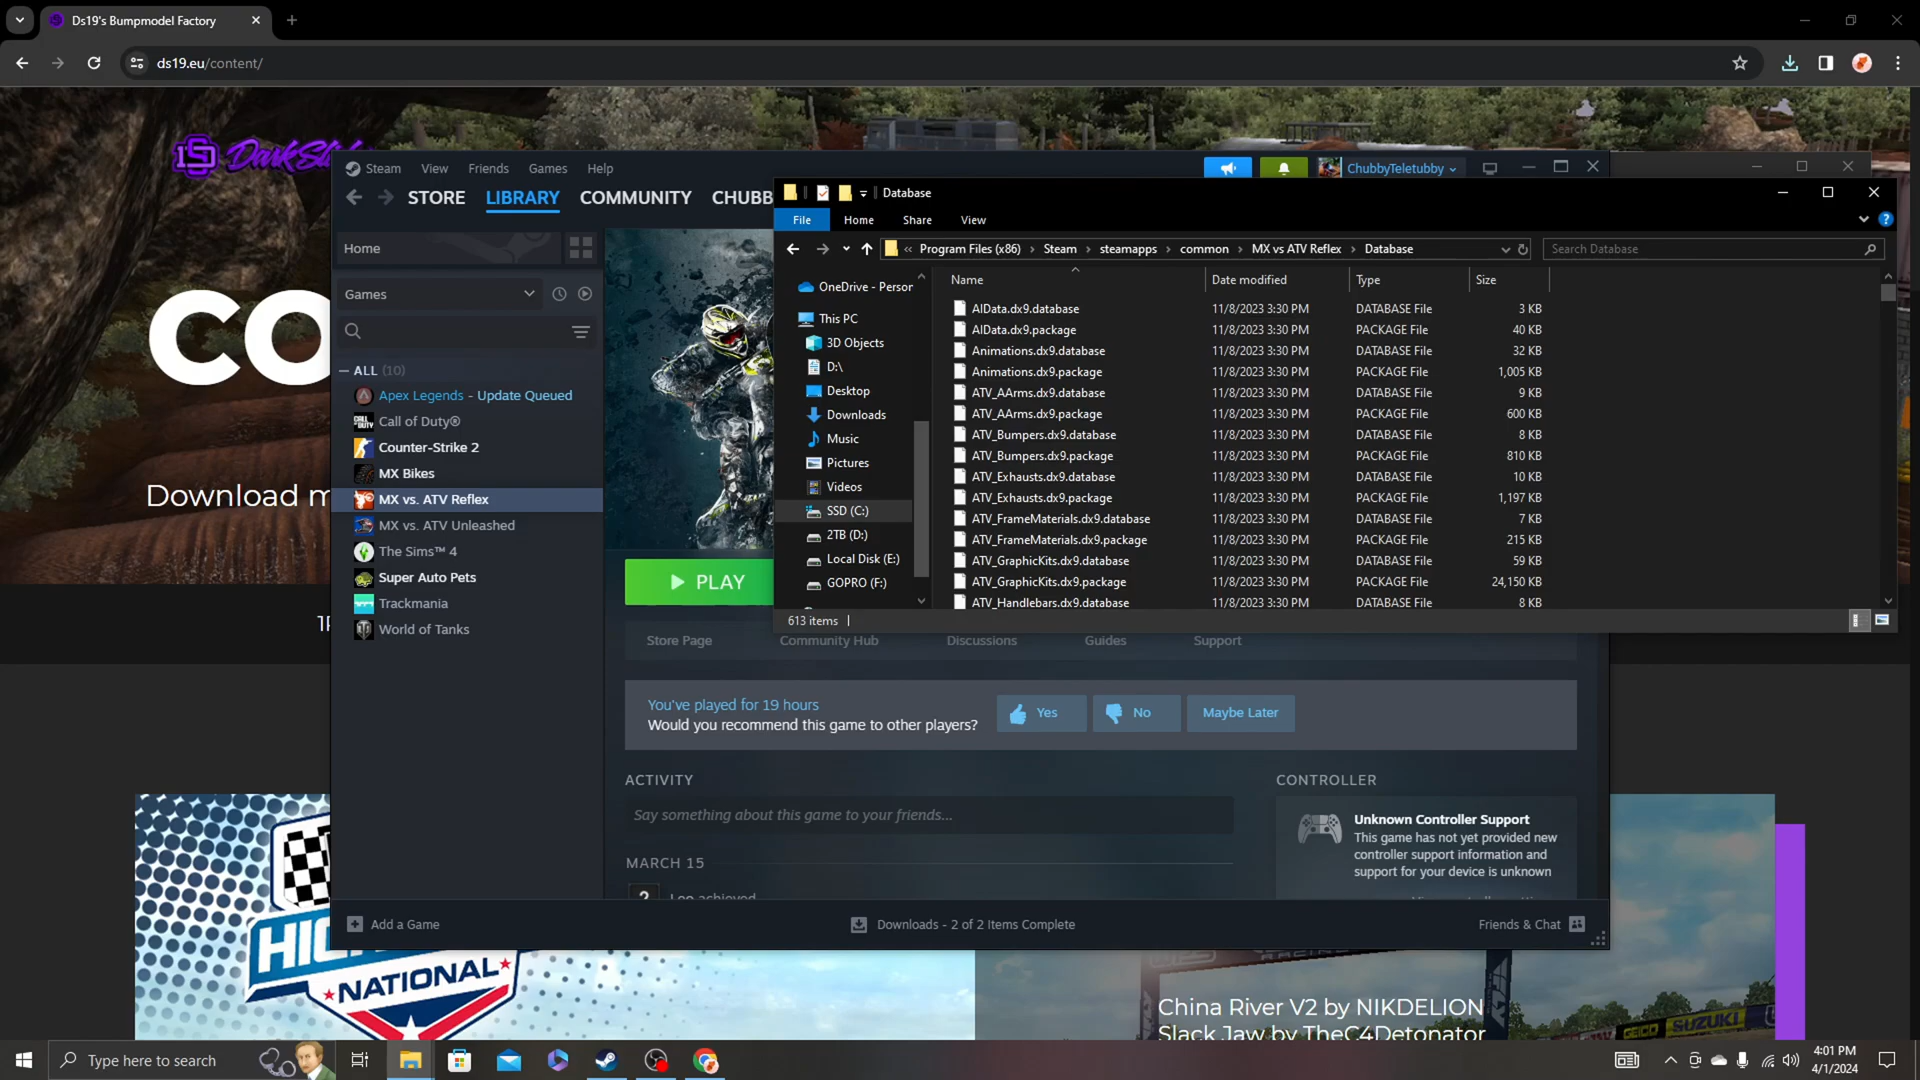 Ds19's Bumpmodel Factory
ds19.eu/content/
Steam View Friends Games Help
ChubbyTeletubby
STORE LIBRARY COMMUNITY CHUBB
Home
Games
ALL (10)
Apex Legends - Update Queued
Call of Duty®
Counter-Strike 2
MX Bikes
MX vs. ATV Reflex
MX vs. ATV Unleashed
The Sims™ 4
Super Auto Pets
Trackmania
World of Tanks
CO
Download m
Database
File Home Share View
« Program Files (x86) > Steam > steamapps > common > MX vs ATV Reflex > Database
Search Database
OneDrive - Persor
This PC
3D Objects
D:\
Desktop
Downloads
Music
Pictures
Videos
SSD (C:)
2TB (D:)
Local Disk (E:)
GOPRO (F:)
Name Date modified Type Size
AIData.dx9.database 11/8/2023 3:30 PM DATABASE File 3 KB
AIData.dx9.package 11/8/2023 3:30 PM PACKAGE File 40 KB
Animations.dx9.database 11/8/2023 3:30 PM DATABASE File 32 KB
Animations.dx9.package 11/8/2023 3:30 PM PACKAGE File 1,005 KB
ATV_AArms.dx9.database 11/8/2023 3:30 PM DATABASE File 9 KB
ATV_AArms.dx9.package 11/8/2023 3:30 PM PACKAGE File 600 KB
ATV_Bumpers.dx9.database 11/8/2023 3:30 PM DATABASE File 8 KB
ATV_Bumpers.dx9.package 11/8/2023 3:30 PM PACKAGE File 810 KB
ATV_Exhausts.dx9.database 11/8/2023 3:30 PM DATABASE File 10 KB
ATV_Exhausts.dx9.package 11/8/2023 3:30 PM PACKAGE File 1,197 KB
ATV_FrameMaterials.dx9.database 11/8/2023 3:30 PM DATABASE File 7 KB
ATV_FrameMaterials.dx9.package 11/8/2023 3:30 PM PACKAGE File 215 KB
ATV_GraphicKits.dx9.database 11/8/2023 3:30 PM DATABASE File 59 KB
ATV_GraphicKits.dx9.package 11/8/2023 3:30 PM PACKAGE File 24,150 KB
ATV_Handlebars.dx9.database 11/8/2023 3:30 PM DATABASE File 8 KB
613 items
PLAY
Store Page Community Hub Discussions Guides Support
You've played for 19 hours
Would you recommend this game to other players?
Yes No Maybe Later
ACTIVITY
Say something about this game to your friends...
MARCH 15
CONTROLLER
Unknown Controller Support
This game has not yet provided new
controller support information and
support for your device is unknown
Add a Game
Downloads - 2 of 2 Items Complete
Friends & Chat
NATIONAL
China River V2 by NIKDELION
Slack Jaw by TheC4Detonator
GEICO SUZUKI
Type here to search
4:01 PM
4/1/2024